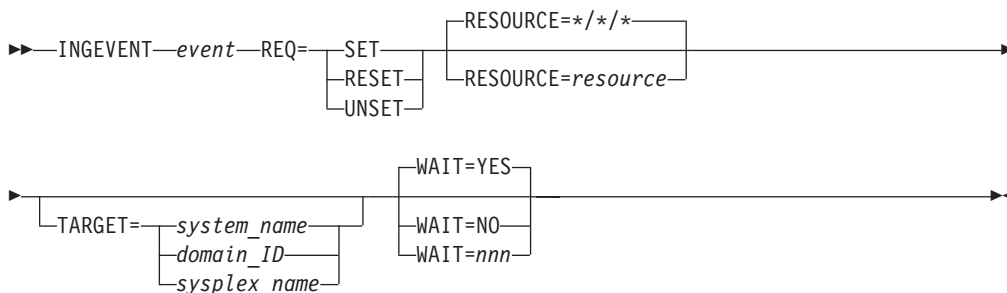 RESOURCE=*/*/*
INGEVENT event REQ= SET
RESET
UNSET
RESOURCE=resource
WAIT=YES
TARGET= system_name
domain_ID
sysplex_name
WAIT=NO
WAIT=nnn